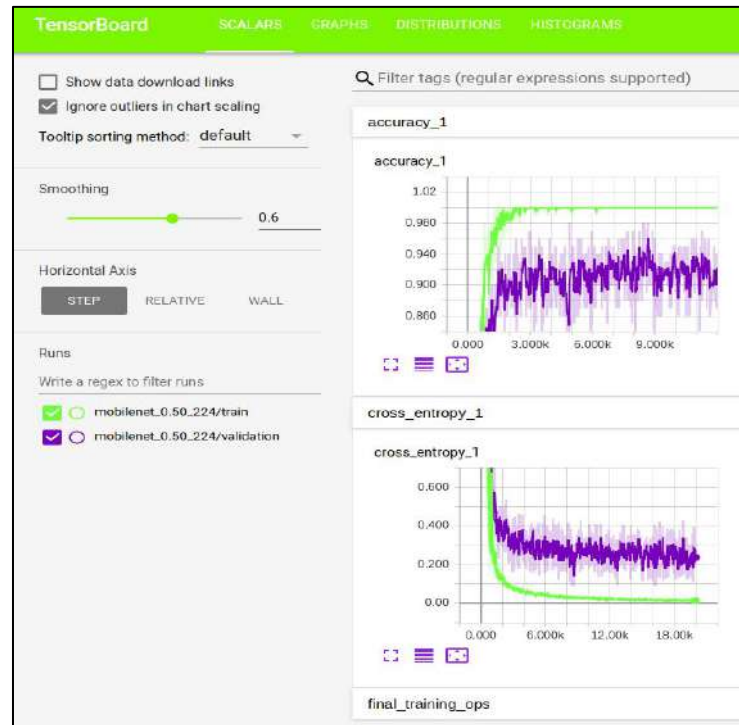 TensorBoard SCALARS GRAPHS DISTRIBUTIONS HISTOGRAMS
Show data download links
Ignore outliers in chart scaling
Tooltip sorting method: default
Smoothing
0.6
Horizontal Axis
STEP RELATIVE WALL
Runs
Write a regex to filter runs
mobilenet_0.50_224/train
mobilenet_0.50_224/validation
Filter tags (regular expressions supported)
accuracy_1
accuracy_1
1.02
0.980
0.940
0.900
0.860
0.000 3.000k 6.000k 9.000k
cross_entropy_1
cross_entropy_1
0.600
0.400
0.200
0.00
0.000 6.000k 12.00k 18.00k
final_training_ops